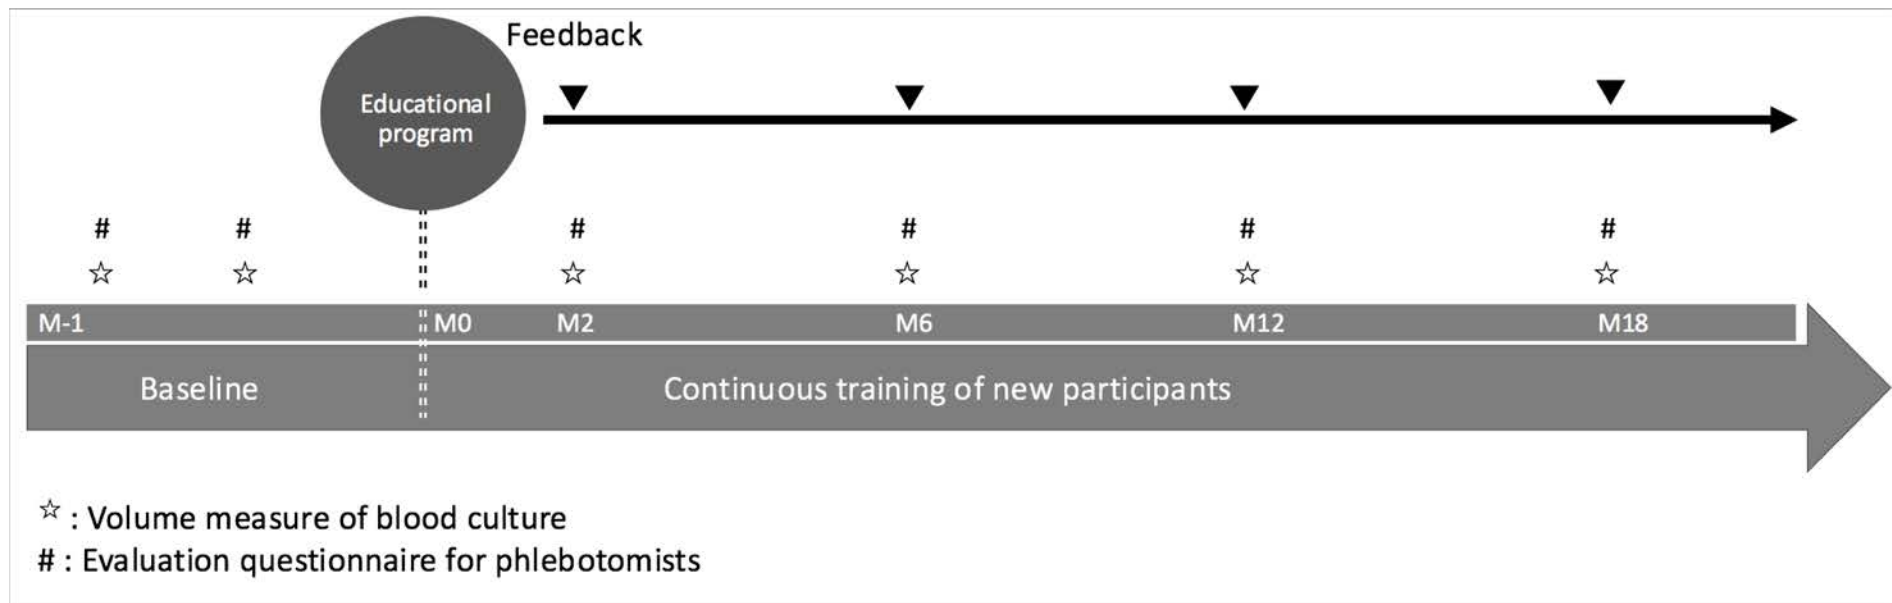 Feedback
Educational
program
# # # # # #
☆ ☆ ☆ ☆ ☆ ☆
M-1 M0 M2 M6 M12 M18
Baseline Continuous training of new participants
☆ : Volume measure of blood culture
# : Evaluation questionnaire for phlebotomists